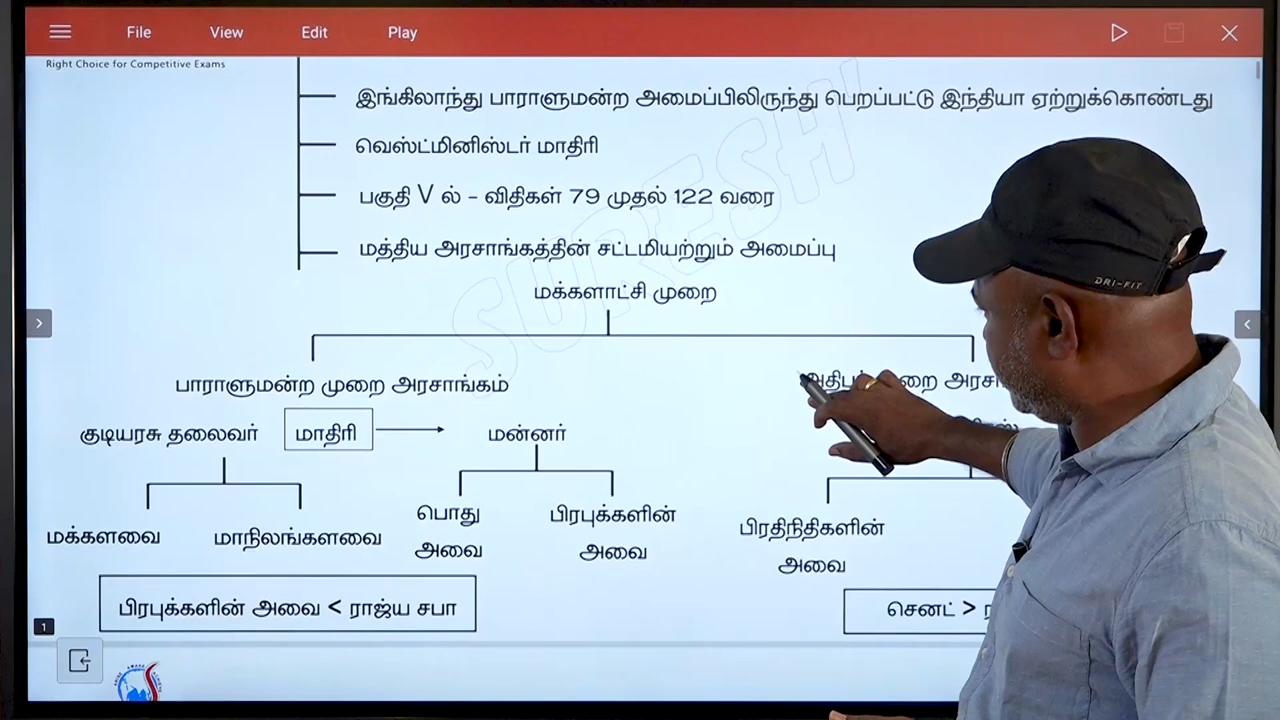 File View Edit Play
Right Choice for Competitive Exams
இங்கிலாந்து பாராளுமன்ற அமைப்பிலிருந்து பெறப்பட்டு இந்தியா ஏற்றுக்கொண்டது
வெஸ்ட்மினிஸ்டர் மாதிரி
பகுதி V ல் - விதிகள் 79 முதல் 122 வரை
மத்திய அரசாங்கத்தின் சட்டமியற்றும் அமைப்பு
SURESH
மக்களாட்சி முறை
பாராளுமன்ற முறை அரசாங்கம்
குடியரசு தலைவர் மாதிரி மன்னர்
மக்களவை மாநிலங்களவை
பொது அவை
பிரபுக்களின் அவை
பிரதிநிதிகளின் அவை
பிரபுக்களின் அவை < ராஜ்ய சபா
செனட் >
1
DRI-FIT